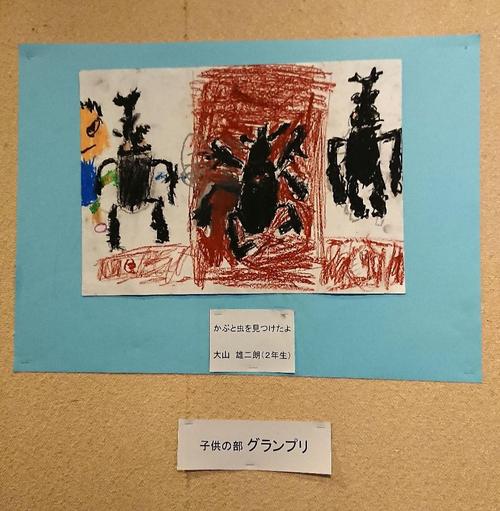 かぶと虫を見つけたよ
大山 雄二朗(2年生)
子供の部 グランプリ